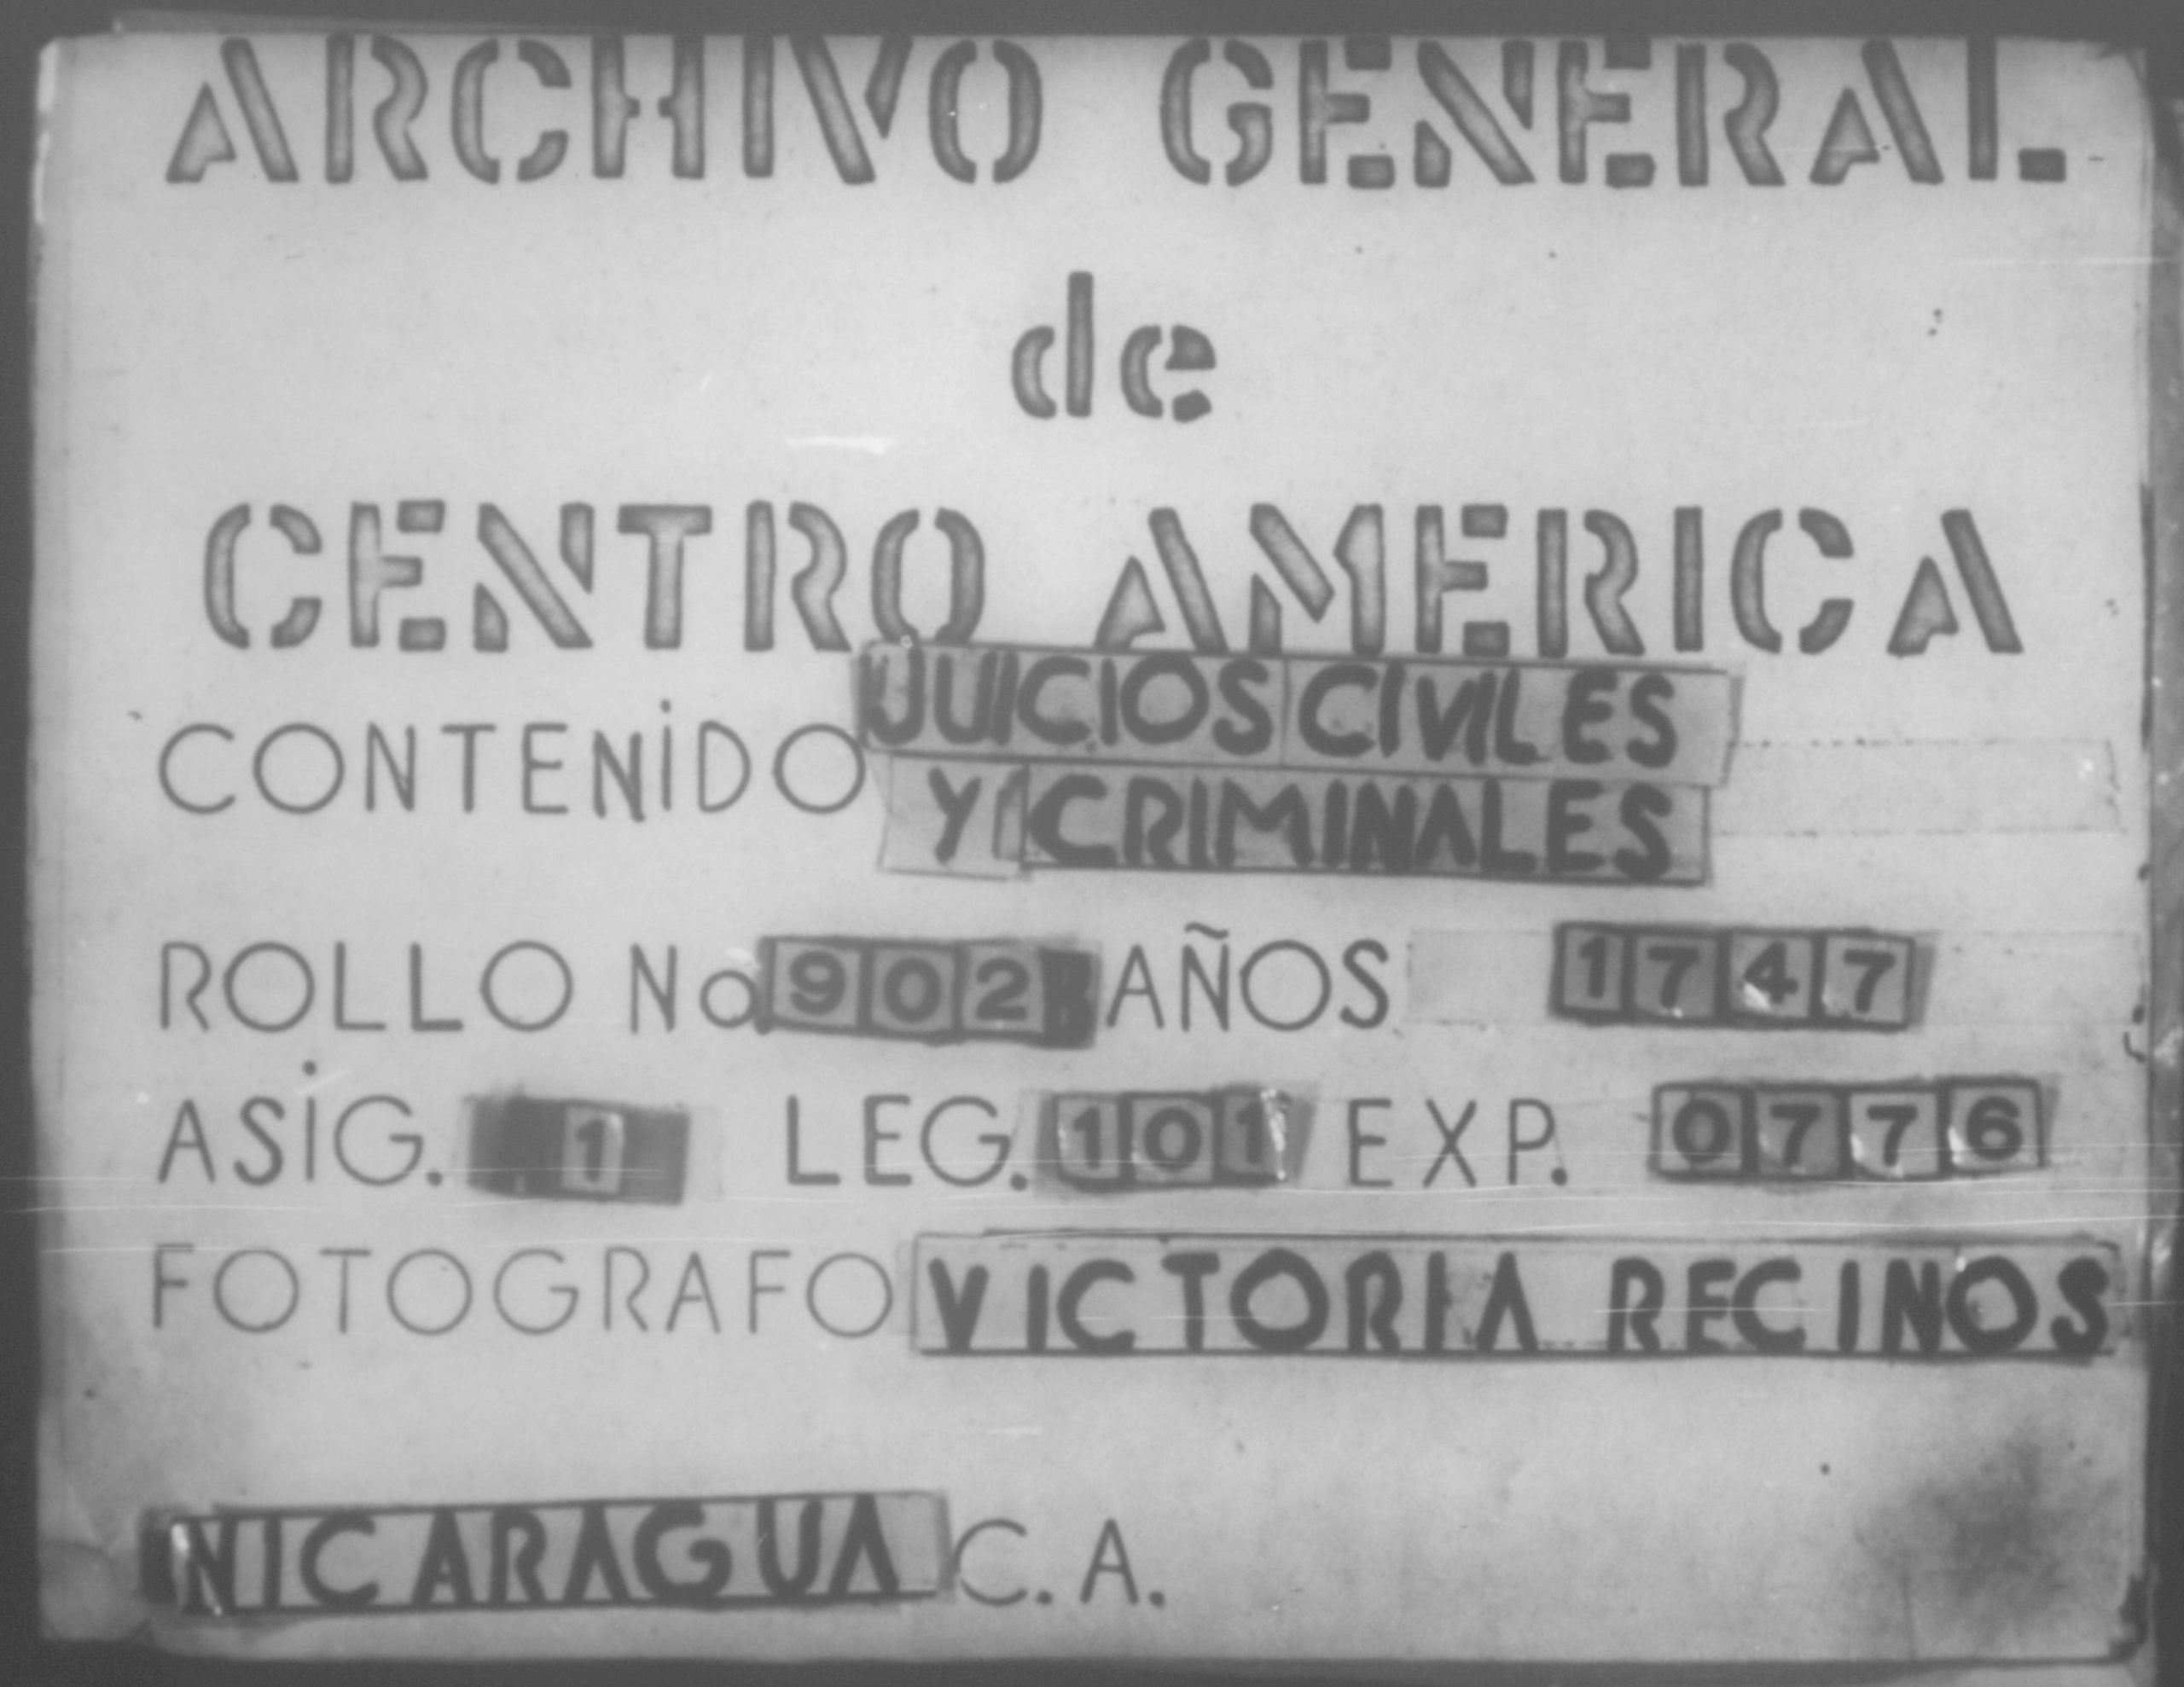 ARCHIVO GENERAL
de
CENTRO AMERICA
CONTENIDO JUICIOS CIVILES
Y CRIMINALES
ROLLO No 902 AÑOS 1747
ASIG. 1 LEG. 101 EXP. 0776
FOTOGRAFO VICTORIA RECINOS
NICARAGUA C.A.